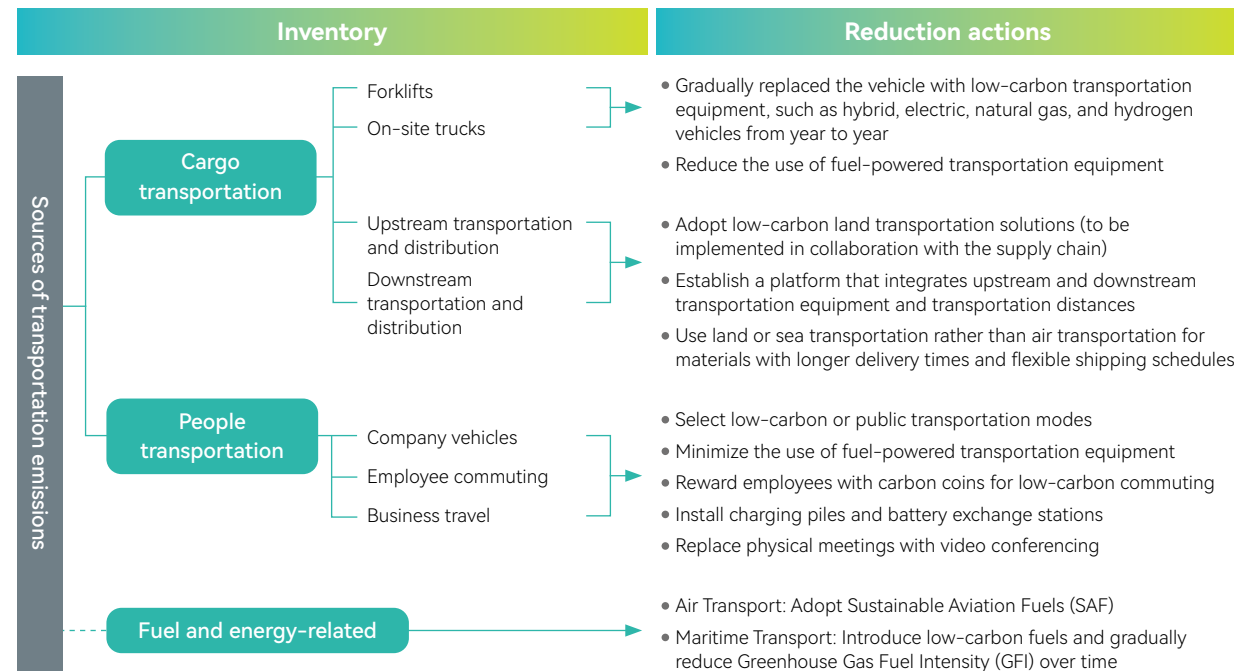 Inventory
Reduction actions
Sources of transportation emissions
Cargo
transportation
Forklifts
On-site trucks
• Gradually replaced the vehicle with low-carbon transportation
equipment, such as hybrid, electric, natural gas, and hydrogen
vehicles from year to year
• Reduce the use of fuel-powered transportation equipment
Upstream transportation
and distribution
Downstream
transportation and
distribution
• Adopt low-carbon land transportation solutions (to be
implemented in collaboration with the supply chain)
• Establish a platform that integrates upstream and downstream
transportation equipment and transportation distances
• Use land or sea transportation rather than air transportation for
materials with longer delivery times and flexible shipping schedules
People
transportation
Company vehicles
Employee commuting
Business travel
• Select low-carbon or public transportation modes
• Minimize the use of fuel-powered transportation equipment
• Reward employees with carbon coins for low-carbon commuting
• Install charging piles and battery exchange stations
• Replace physical meetings with video conferencing
Fuel and energy-related
• Air Transport: Adopt Sustainable Aviation Fuels (SAF)
• Maritime Transport: Introduce low-carbon fuels and gradually
reduce Greenhouse Gas Fuel Intensity (GFI) over time